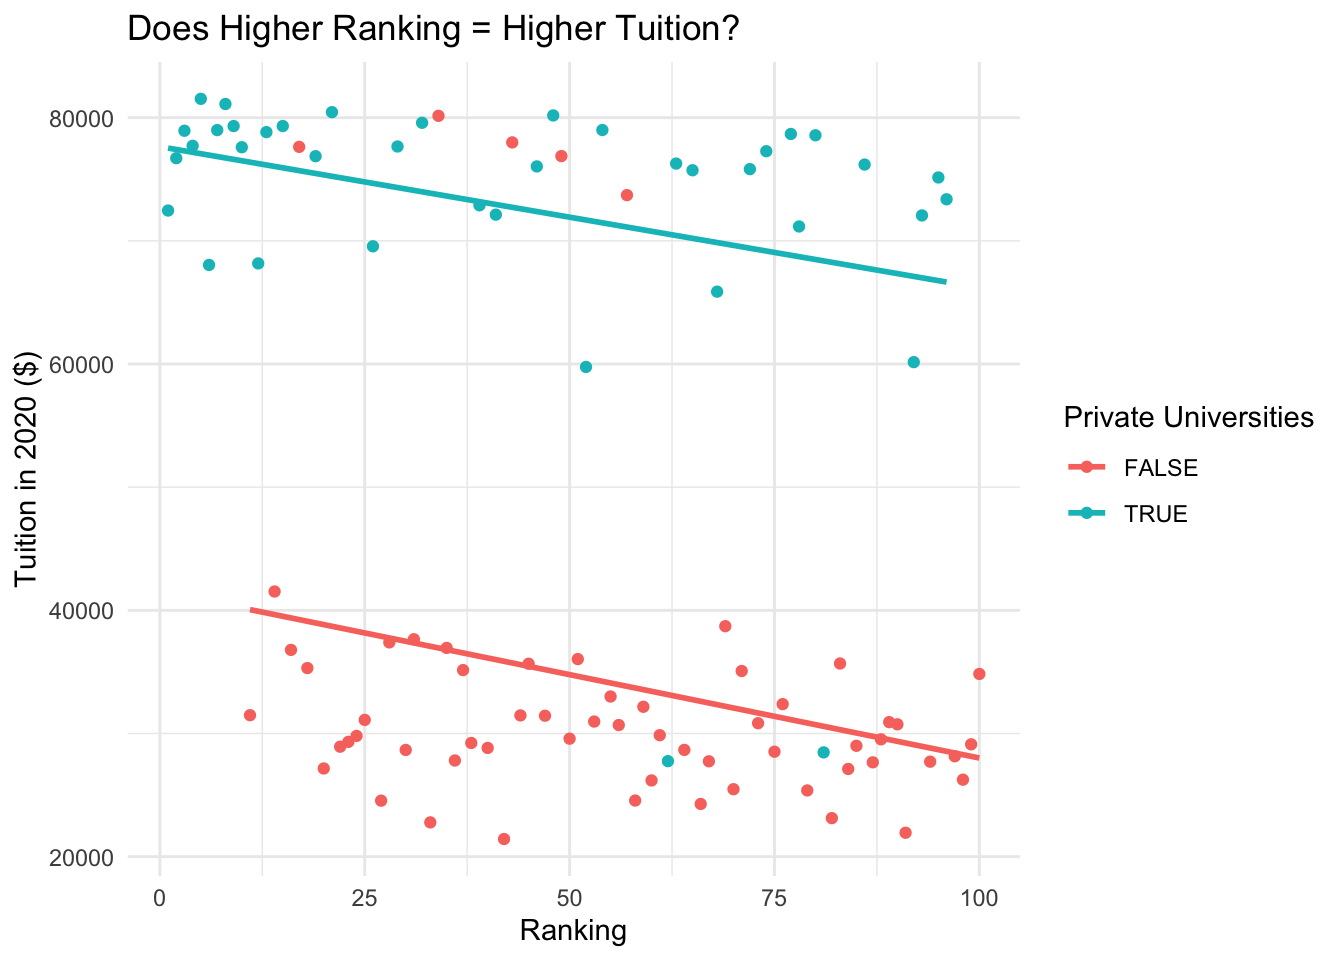 Does Higher Ranking = Higher Tuition?
Tuition in 2020 ($)
80000
60000
40000
20000
0 25 50 75 100
Ranking
Private Universities
FALSE
TRUE